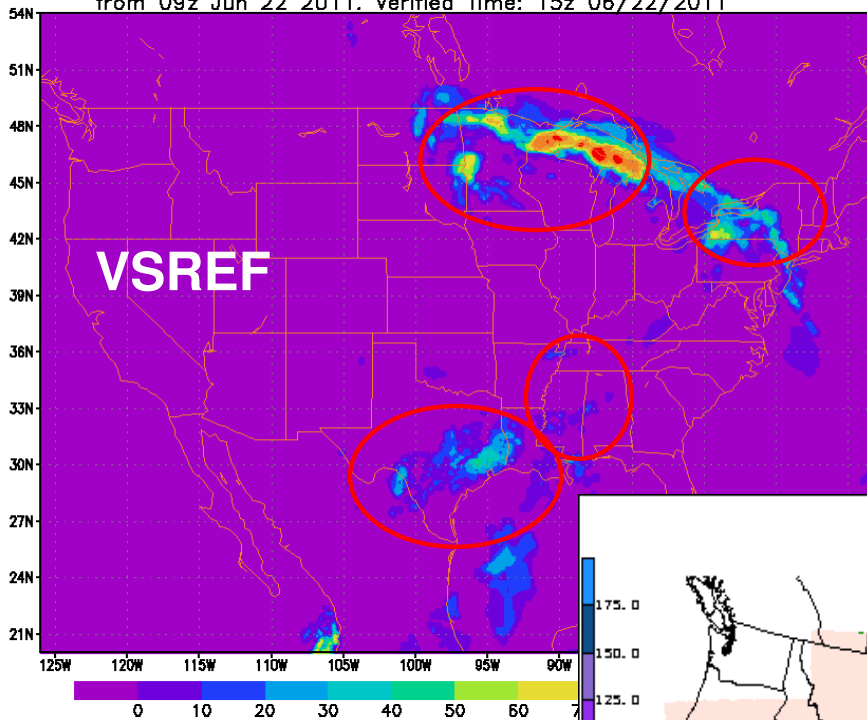 from 09z Jun 22 2011. Verified Time: 15z 06/22/2011
54N
51N
48N
45N
42N
VSREF
39N
36N
33N
30N
27N
24N
175.0
21N
125W 120W 115W 110W 105W 100W 95W 90W
150.0
125.0
0 10 20 30 40 50 60